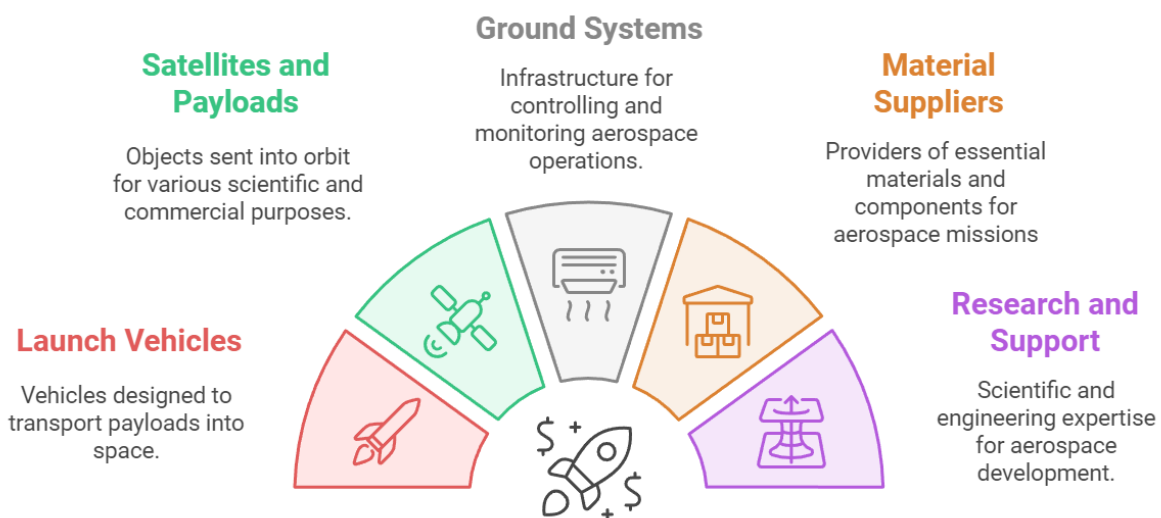 Ground Systems
Infrastructure for
controlling and
monitoring aerospace
operations.
Satellites and
Payloads
Objects sent into orbit
for various scientific and
commercial purposes.
Material
Suppliers
Providers of essential
materials and
components for
aerospace missions
Launch Vehicles
Vehicles designed to
transport payloads into
space.
Research and
Support
Scientific and
engineering expertise
for aerospace
development.